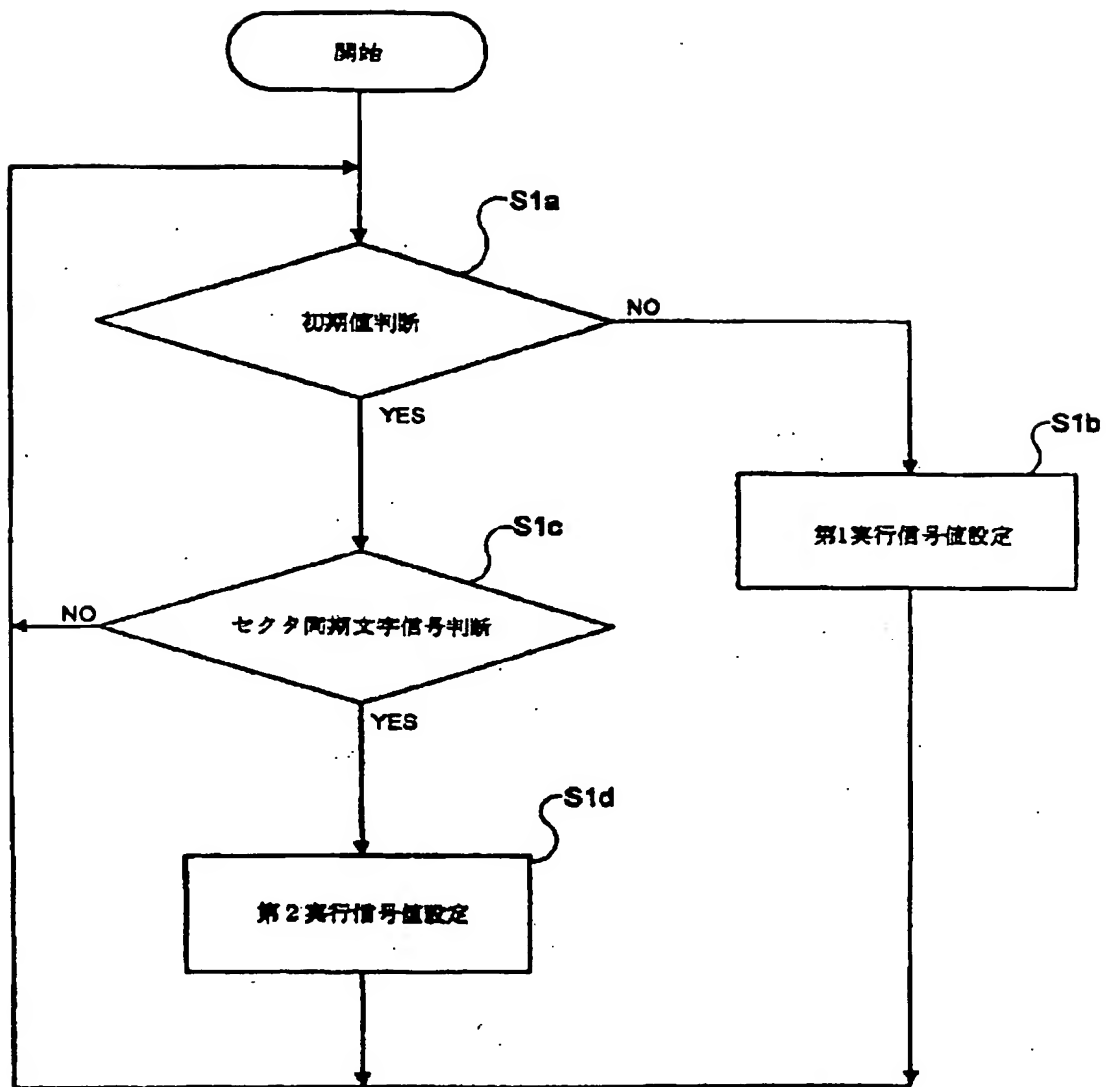 開始
S1a
初期値判断
NO
YES
S1b
第1実行信号値設定
S1c
セクタ同期文字信号判断
NO
YES
S1d
第2実行信号値設定